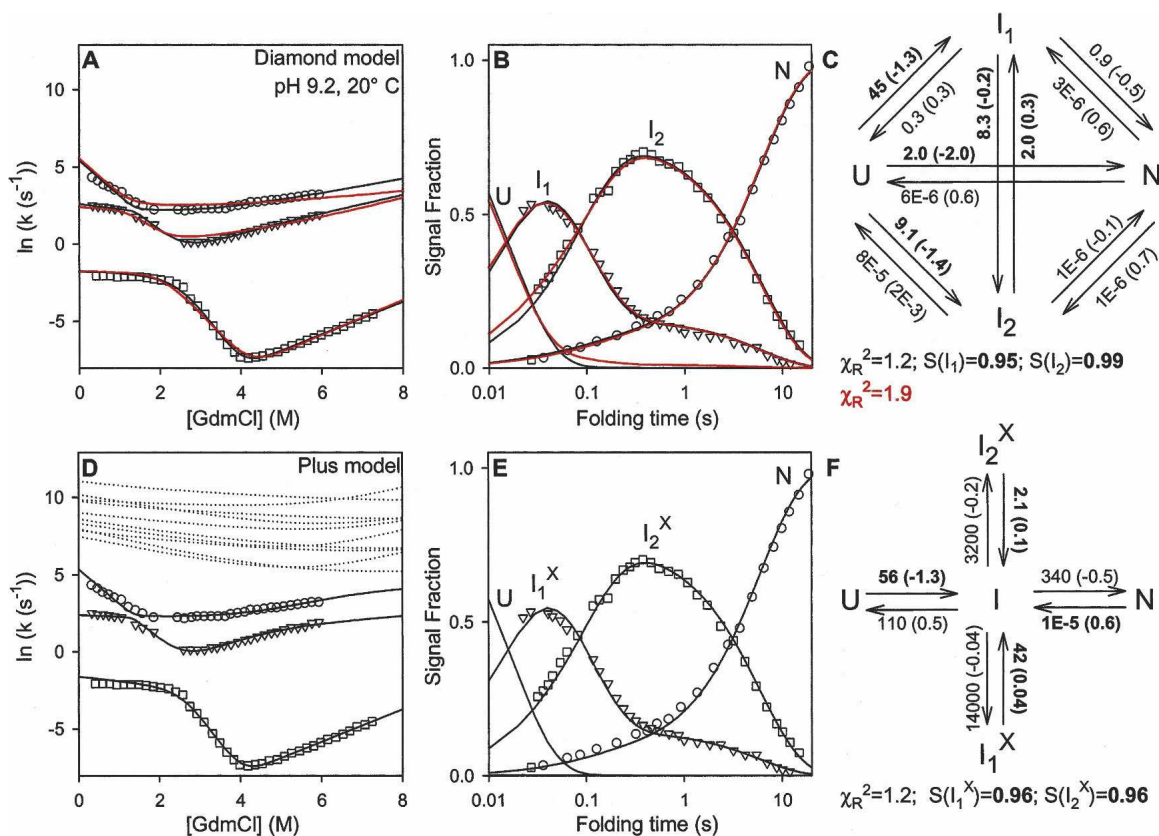 A
Diamond model
pH 9.2, 20° C
ln (k (s⁻¹))
10
5
0
-5
0 2 4 6 8
[GdmCl] (M)
B
Signal Fraction
1.0
0.5
0.0
U
I₁
I₂
N
0.01 0.1 1 10
Folding time (s)
C
I₁
45 (-1.3)
0.3 (0.3)
8.3 (-0.2)
2.0 (0.3)
0.9 (-0.5)
3E-6 (0.6)
U
2.0 (-2.0)
6E-6 (0.6)
N
9.1 (-1.4)
8E-5 (2E-3)
1E-6 (-0.1)
1E-6 (0.7)
I₂
χR²=1.2; S(I₁)=0.95; S(I₂)=0.99
χR²=1.9
D
Plus model
ln (k (s⁻¹))
10
5
0
-5
0 2 4 6 8
[GdmCl] (M)
E
Signal Fraction
1.0
0.5
0.0
U
I₁ˣ
I₂ˣ
N
0.01 0.1 1 10
Folding time (s)
F
I₂ˣ
3200 (-0.2)
2.1 (0.1)
U
56 (-1.3)
110 (0.5)
I
340 (-0.5)
1E-5 (0.6)
N
14000 (-0.04)
42 (0.04)
I₁ˣ
χR²=1.2; S(I₁ˣ)=0.96; S(I₂ˣ)=0.96